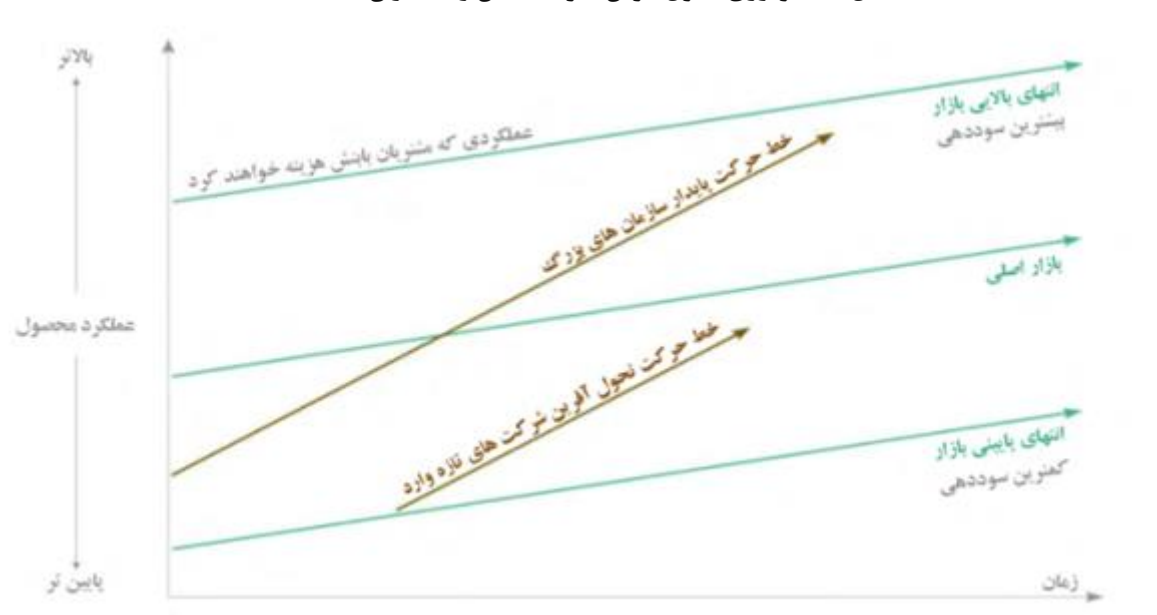 بالاتر
عملکرد محصول
پایین تر
عملکردی که مشتریان بابتش هزینه خواهند کرد
خط حرکت پایدار سازمان های بزرگ
خط حرکت تحول آفرین شرکت های تازه وارد
انتهای بالایی بازار
بیشترین سوددهی
بازار اصلی
انتهای پایینی بازار
کمترین سوددهی
زمان